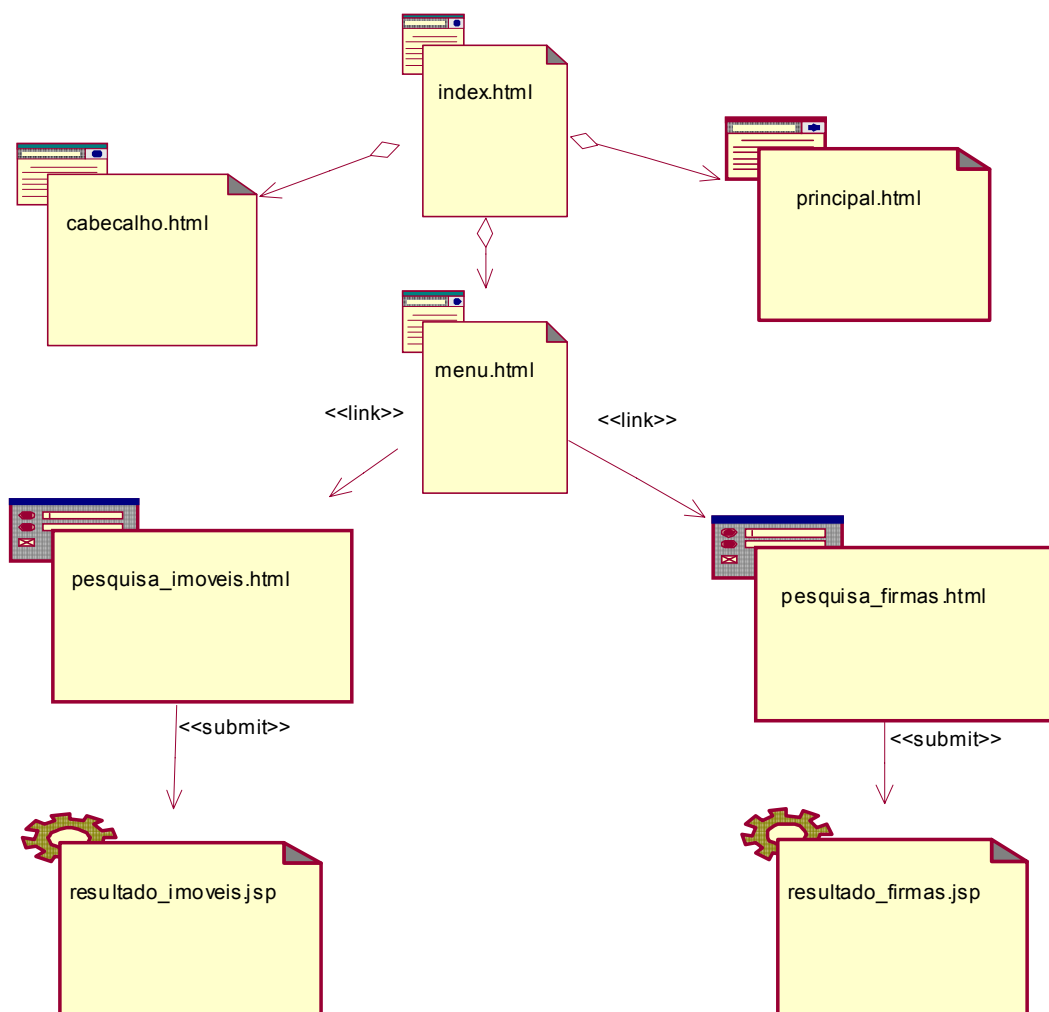 index.html
cabecalho.html
principal.html
menu.html
<<link>>
<<link>>
pesquisa_imoveis.html
pesquisa_firmas.html
<<submit>>
<<submit>>
resultado_imoveis.jsp
resultado_firmas.jsp